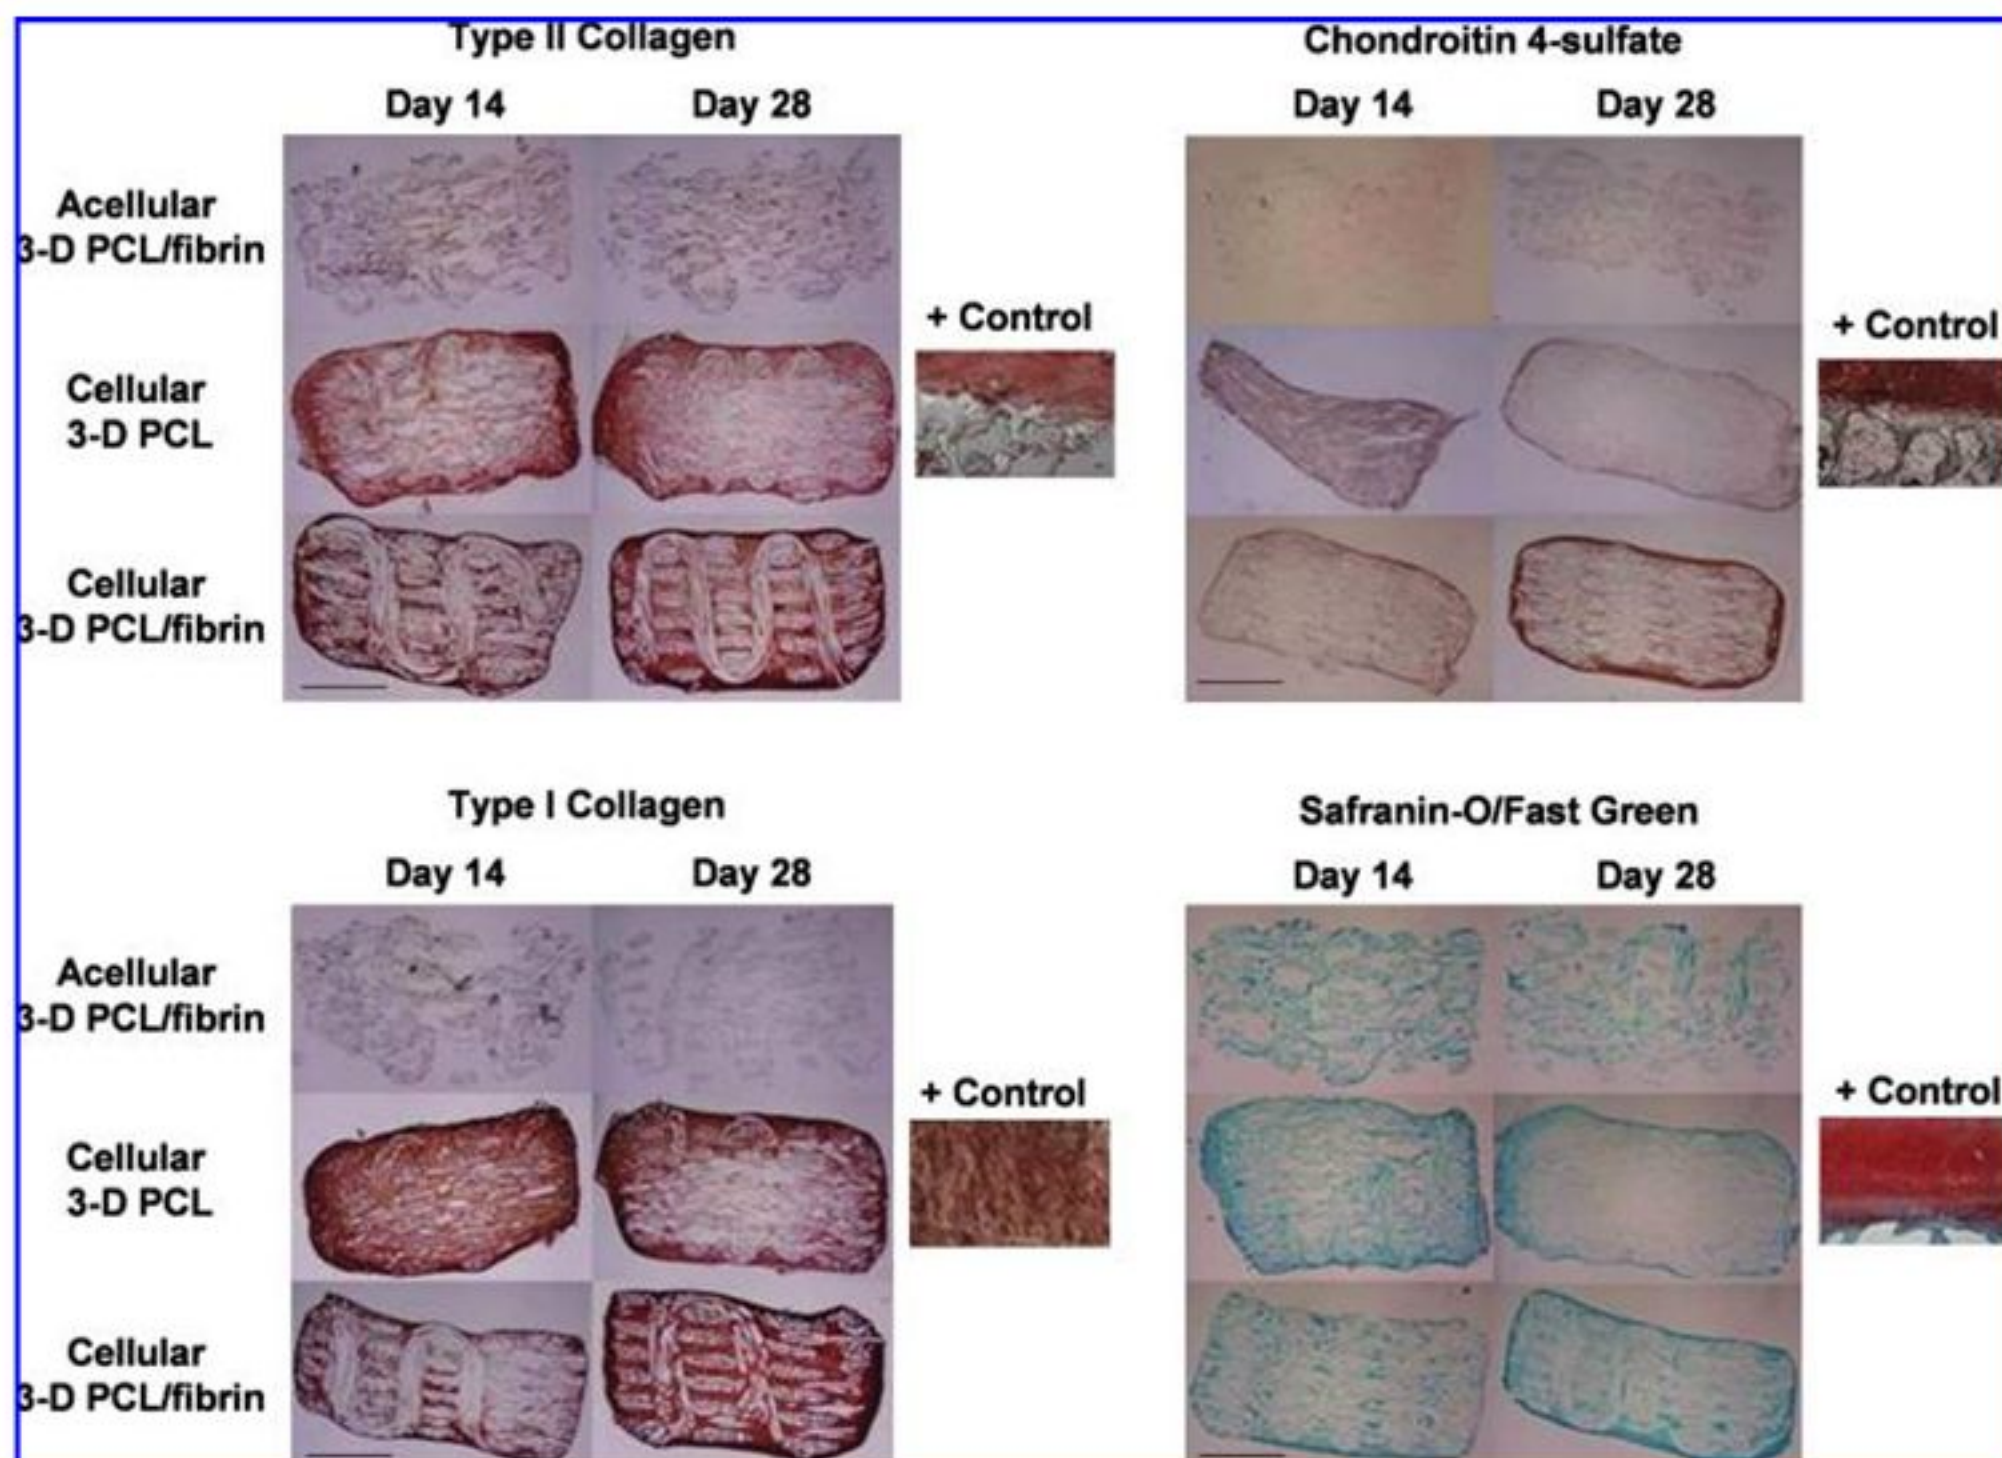 Type II Collagen
Day 14 Day 28
Acellular
3-D PCL/fibrin
Cellular
3-D PCL
Cellular
3-D PCL/fibrin
+ Control
Chondroitin 4-sulfate
Day 14 Day 28
+ Control
Type I Collagen
Day 14 Day 28
Acellular
3-D PCL/fibrin
Cellular
3-D PCL
Cellular
3-D PCL/fibrin
+ Control
Safranin-O/Fast Green
Day 14 Day 28
+ Control